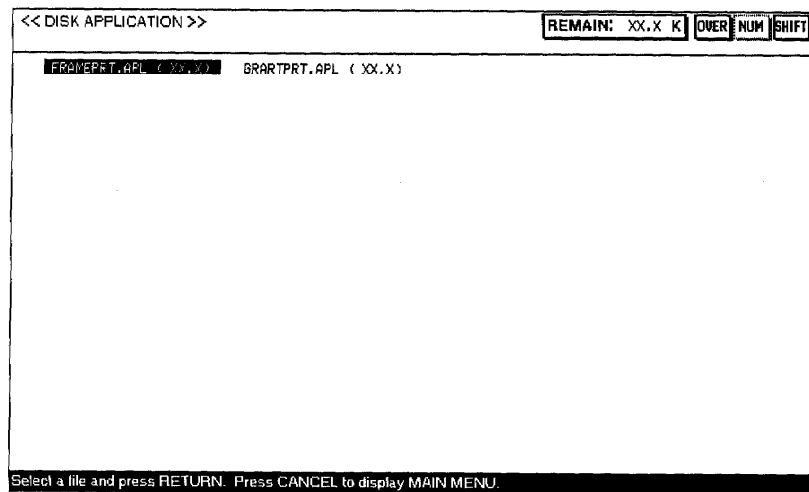 << DISK APPLICATION >> REMAIN: XX.X K OVER NUM SHIFT
FRAMEPRT.APL ( XX.X) GRARTPRT.APL ( XX.X)
Select a file and press RETURN. Press CANCEL to display MAIN MENU.